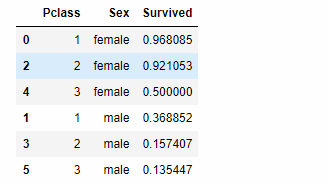 Pclass Sex Survived
0 1 female 0.968085
2 2 female 0.921053
4 3 female 0.500000
1 1 male 0.368852
3 2 male 0.157407
5 3 male 0.135447